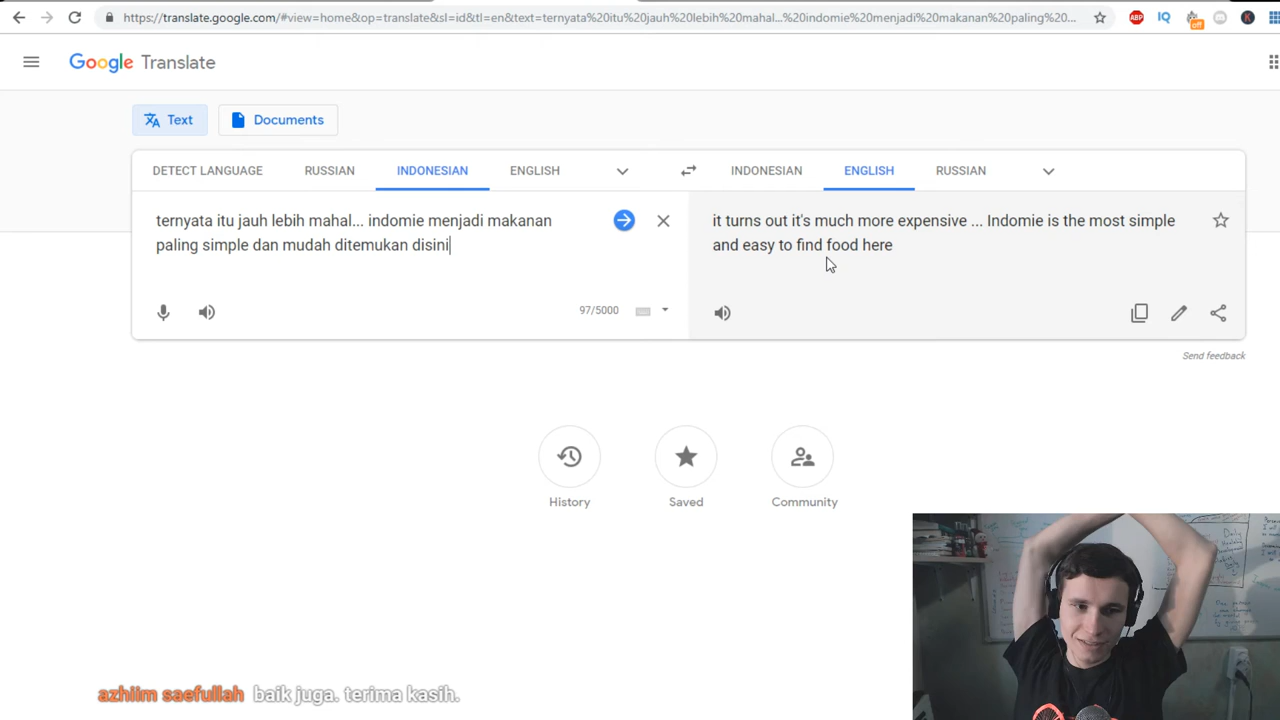 https://translate.google.com/#view=home&op=translate&sl=id&tl=en&text=ternyata%20itu%20jauh%20lebih%20mahal...%20indomie%20menjadi%20makanan%20paling%20...
ABP
IQ
off
K
Google Translate
Text
Documents
DETECT LANGUAGE RUSSIAN INDONESIAN ENGLISH
INDONESIAN ENGLISH RUSSIAN
ternyata itu jauh lebih mahal... indomie menjadi makanan
paling simple dan mudah ditemukan disini
97/5000
it turns out it's much more expensive ... Indomie is the most simple
and easy to find food here
Send feedback
History
Saved
Community
Daily
azhiim saefullah baik juga. terima kasih.